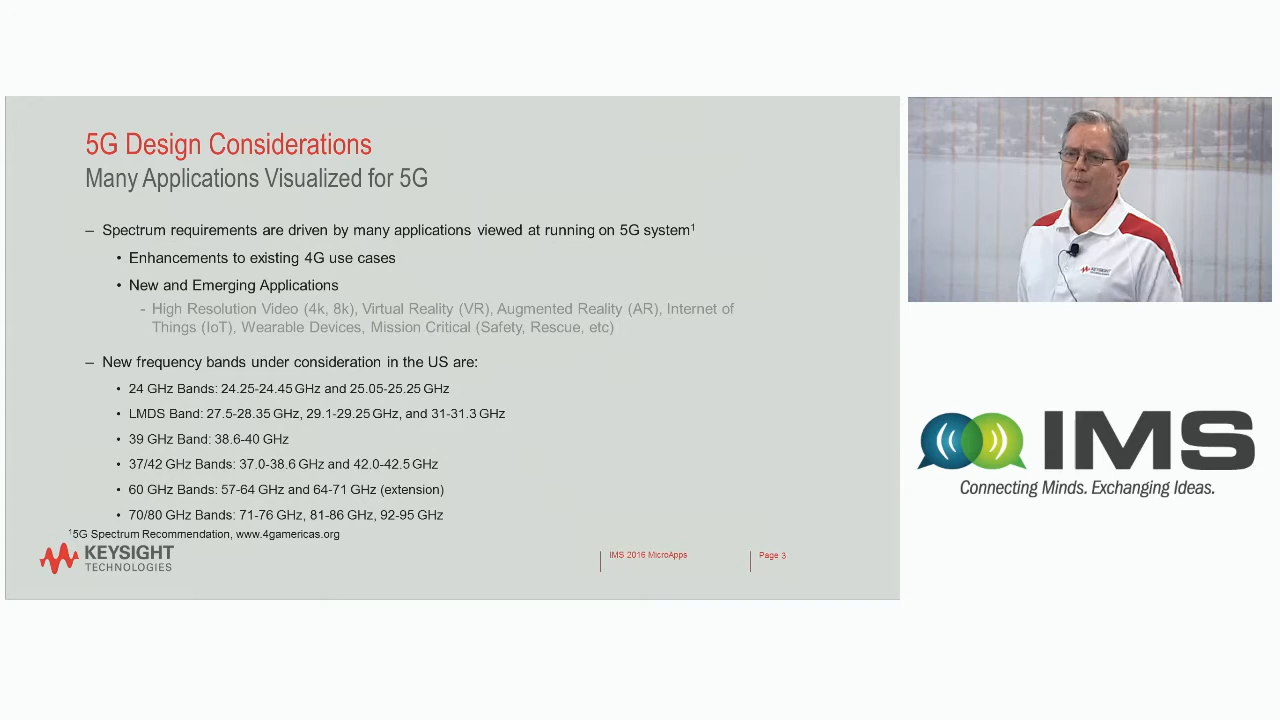 5G Design Considerations
Many Applications Visualized for 5G
– Spectrum requirements are driven by many applications viewed at running on 5G system¹
• Enhancements to existing 4G use cases
• New and Emerging Applications
- High Resolution Video (4k, 8k), Virtual Reality (VR), Augmented Reality (AR), Internet of
Things (IoT), Wearable Devices, Mission Critical (Safety, Rescue, etc)
– New frequency bands under consideration in the US are:
• 24 GHz Bands: 24.25-24.45 GHz and 25.05-25.25 GHz
• LMDS Band: 27.5-28.35 GHz, 29.1-29.25 GHz, and 31-31.3 GHz
• 39 GHz Band: 38.6-40 GHz
• 37/42 GHz Bands: 37.0-38.6 GHz and 42.0-42.5 GHz
• 60 GHz Bands: 57-64 GHz and 64-71 GHz (extension)
• 70/80 GHz Bands: 71-76 GHz, 81-86 GHz, 92-95 GHz
¹5G Spectrum Recommendation, www.4gamericas.org
KEYSIGHT
TECHNOLOGIES
IMS 2016 MicroApps
Page 3
KEYSIGHT
TECHNOLOGIES
IMS
Connecting Minds. Exchanging Ideas.